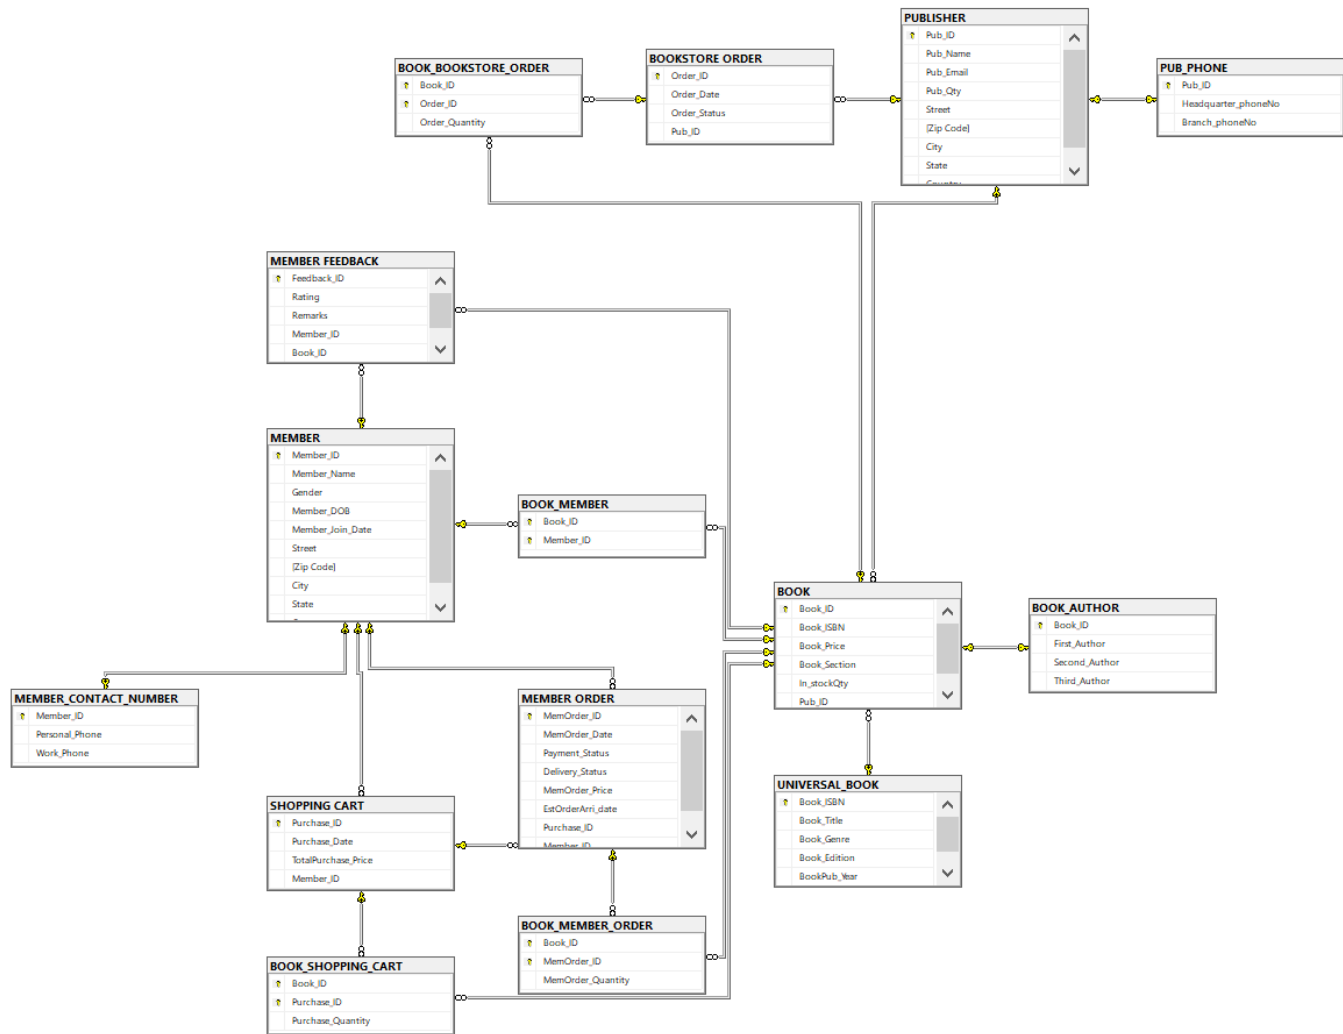 PUBLISHER
Pub_ID
Pub_Name
Pub_Email
Pub_Qty
Street
[Zip Code]
City
State
Country
BOOKSTORE ORDER
Order_ID
Order_Date
Order_Status
Pub_ID
BOOK_BOOKSTORE_ORDER
Book_ID
Order_ID
Order_Quantity
PUB_PHONE
Pub_ID
Headquarter_phoneNo
Branch_phoneNo
MEMBER FEEDBACK
Feedback_ID
Rating
Remarks
Member_ID
Book_ID
MEMBER
Member_ID
Member_Name
Gender
Member_DOB
Member_Join_Date
Street
[Zip Code]
City
State
BOOK_MEMBER
Book_ID
Member_ID
BOOK
Book_ID
Book_ISBN
Book_Price
Book_Section
In_stockQty
Pub_ID
BOOK_AUTHOR
Book_ID
First_Author
Second_Author
Third_Author
MEMBER_CONTACT_NUMBER
Member_ID
Personal_Phone
Work_Phone
MEMBER ORDER
MemOrder_ID
MemOrder_Date
Payment_Status
Delivery_Status
MemOrder_Price
EstOrderArri_date
Purchase_ID
Member_ID
UNIVERSAL_BOOK
Book_ISBN
Book_Title
Book_Genre
Book_Edition
BookPub_Year
SHOPPING CART
Purchase_ID
Purchase_Date
TotalPurchase_Price
Member_ID
BOOK_MEMBER_ORDER
Book_ID
MemOrder_ID
MemOrder_Quantity
BOOK_SHOPPING_CART
Book_ID
Purchase_ID
Purchase_Quantity